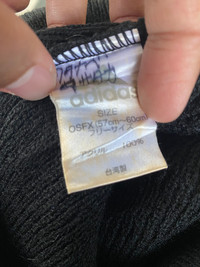 adidas
SIZE
OSFX (57cm~60cm)
フリーサイズ
アクリル 100%
台湾製